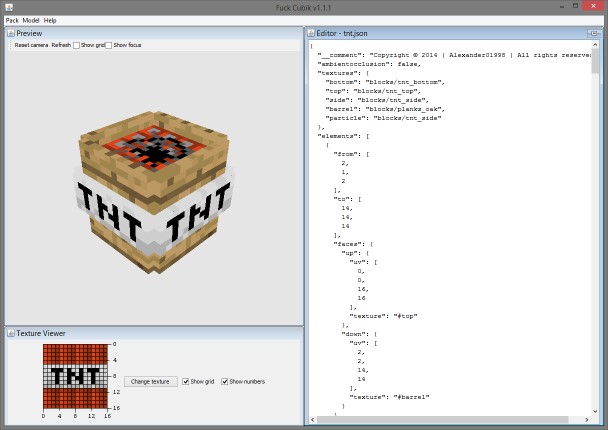 Fuck Cubik v1.1.1
Pack Model Help
Preview
Reset camera Refresh Show grid Show focus
TNT TNT
Texture Viewer
TNT
0
4
8
12
16
0 4 8 12 16
Change texture Show grid Show numbers
Editor - tnt.json
{
"__comment": "Copyright © 2014 | Alexander01998 | All rights reserve
"ambientocclusion": false,
"textures": {
"bottom": "blocks/tnt_bottom",
"top": "blocks/tnt_top",
"side": "blocks/tnt_side",
"barrel": "blocks/planks_oak",
"particle": "blocks/tnt_side"
},
"elements": [
{
"from": [
2,
1,
2
],
"to": [
14,
14,
14
],
"faces": {
"up": {
"uv": [
0,
0,
16,
16
],
"texture": "#top"
},
"down": {
"uv": [
2,
2,
14,
14
],
"texture": "#barrel"
}